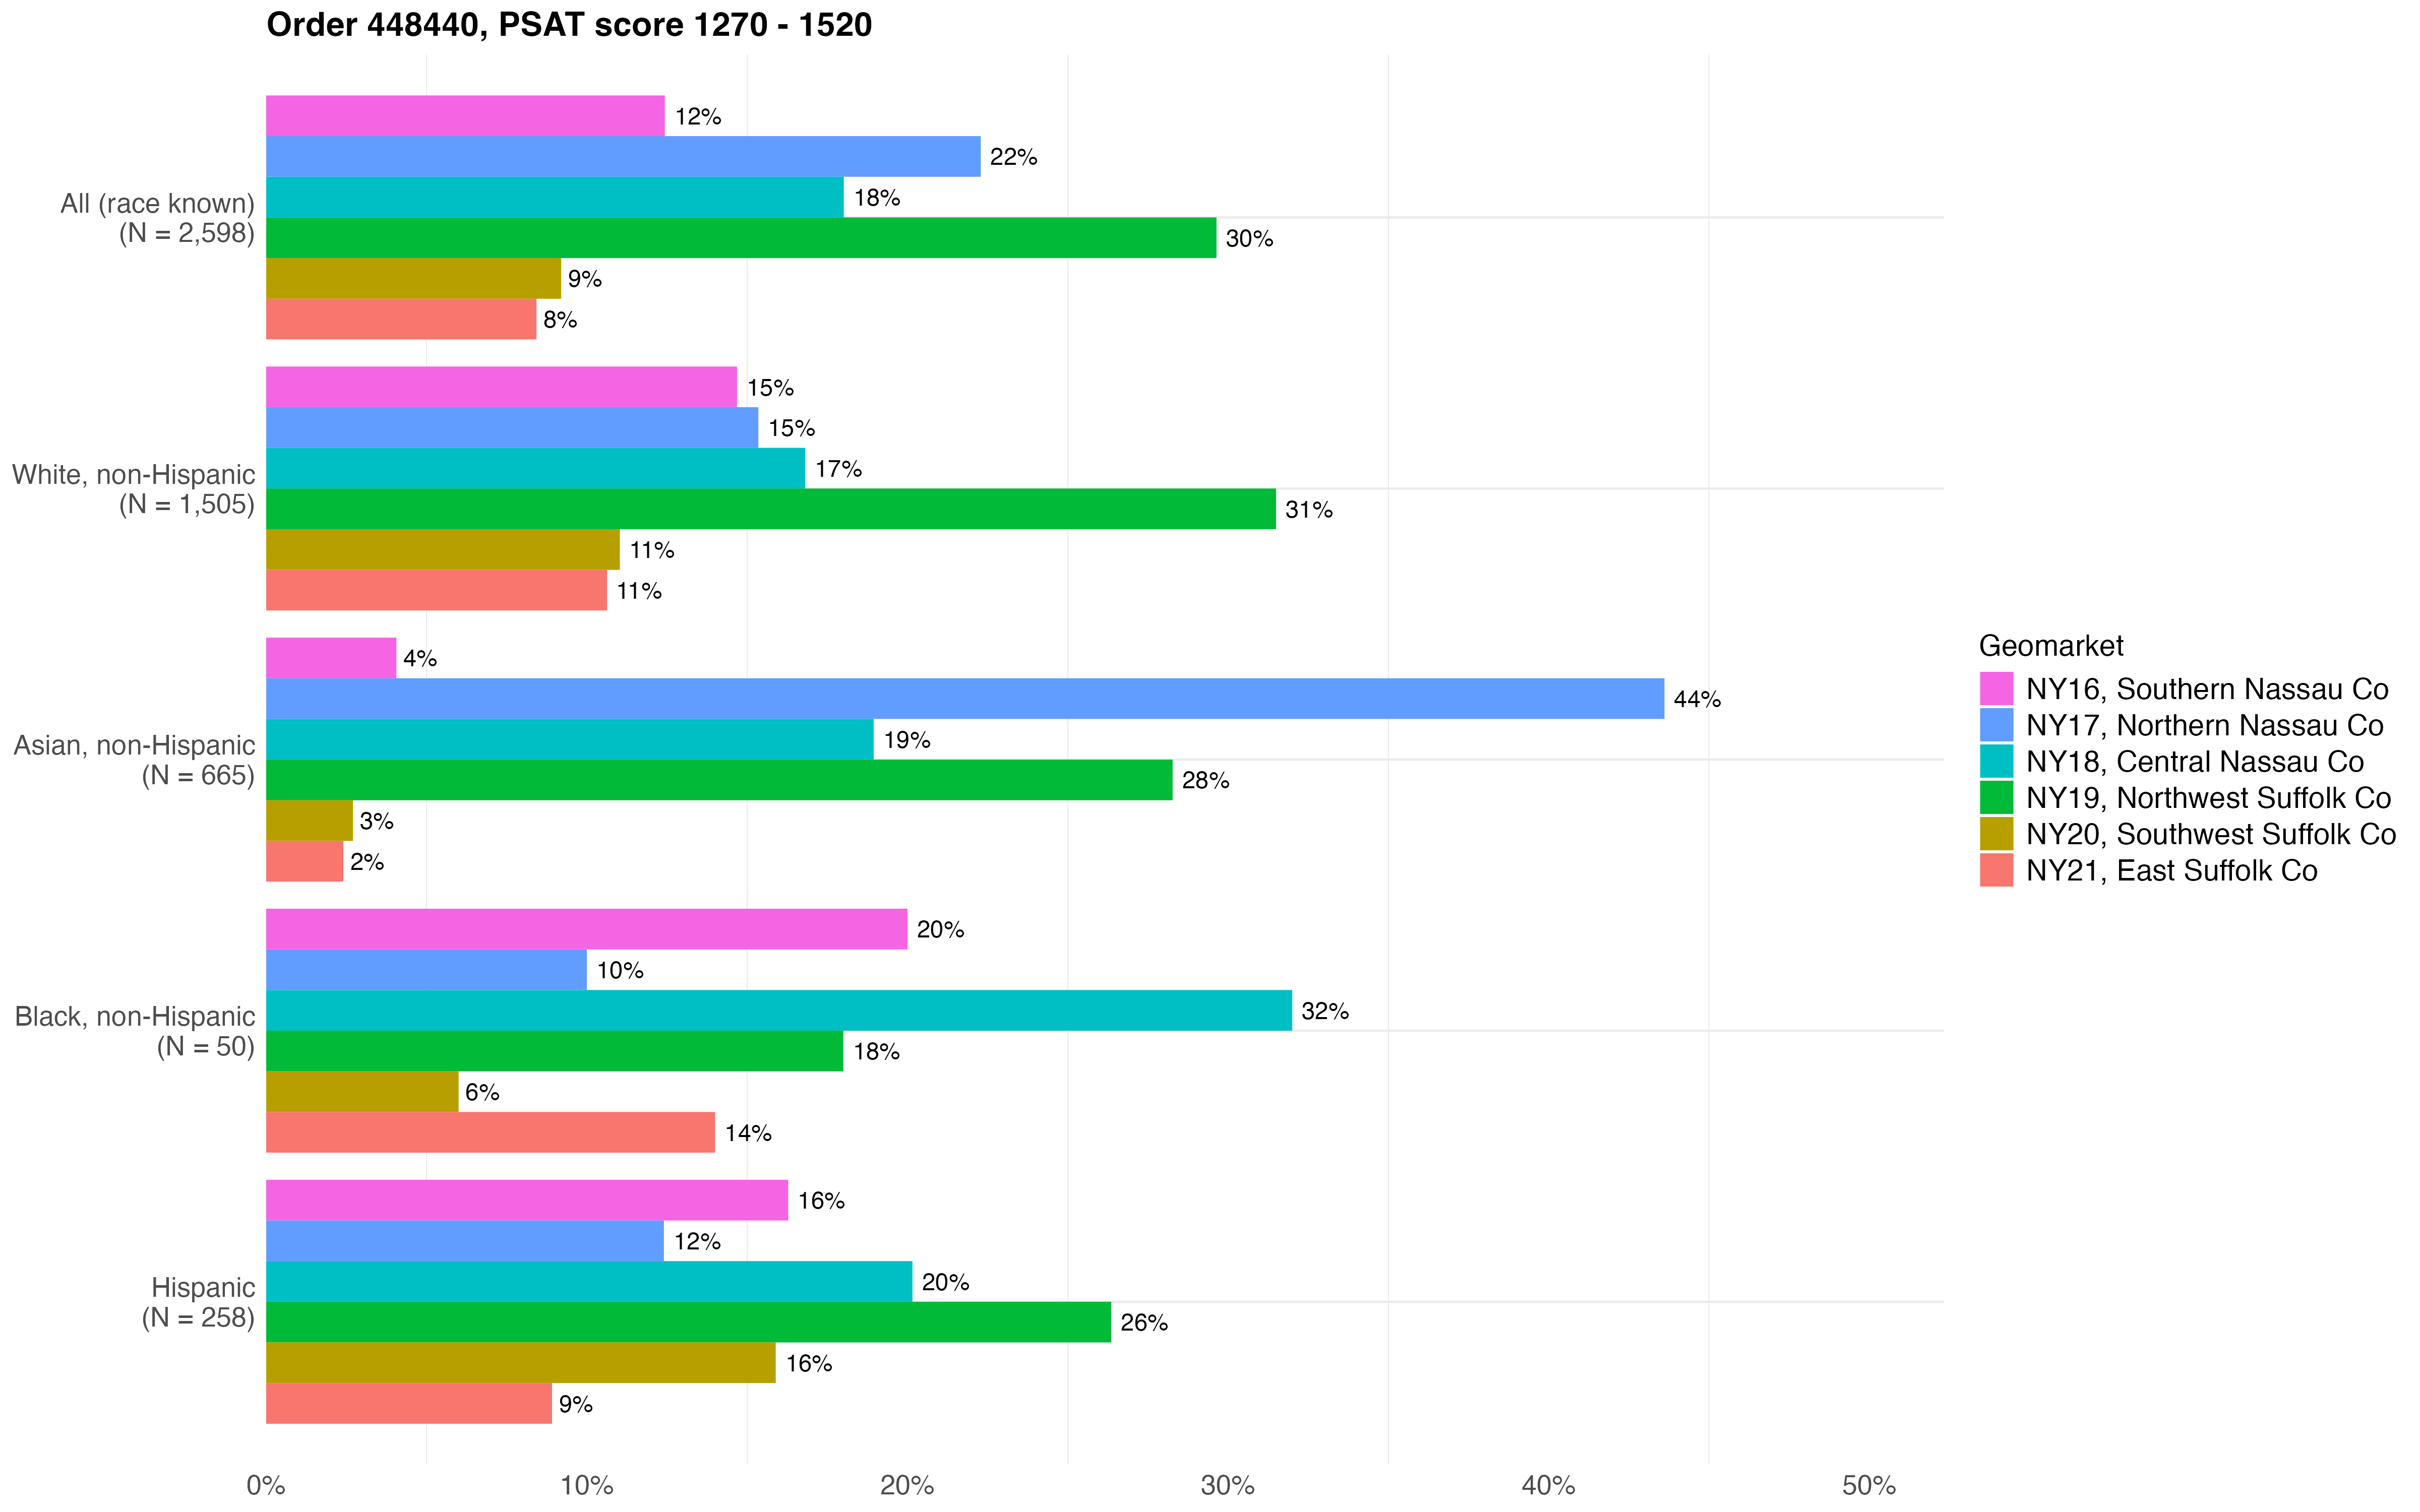 Order 448440, PSAT score 1270 - 1520
All (race known)
(N = 2,598)
12%
22%
18%
30%
9%
8%
White, non-Hispanic
(N = 1,505)
15%
15%
17%
31%
11%
11%
Asian, non-Hispanic
(N = 665)
4%
44%
19%
28%
3%
2%
Black, non-Hispanic
(N = 50)
20%
10%
32%
18%
6%
14%
Hispanic
(N = 258)
16%
12%
20%
26%
16%
9%
0% 10% 20% 30% 40% 50%
Geomarket
NY16, Southern Nassau Co
NY17, Northern Nassau Co
NY18, Central Nassau Co
NY19, Northwest Suffolk Co
NY20, Southwest Suffolk Co
NY21, East Suffolk Co